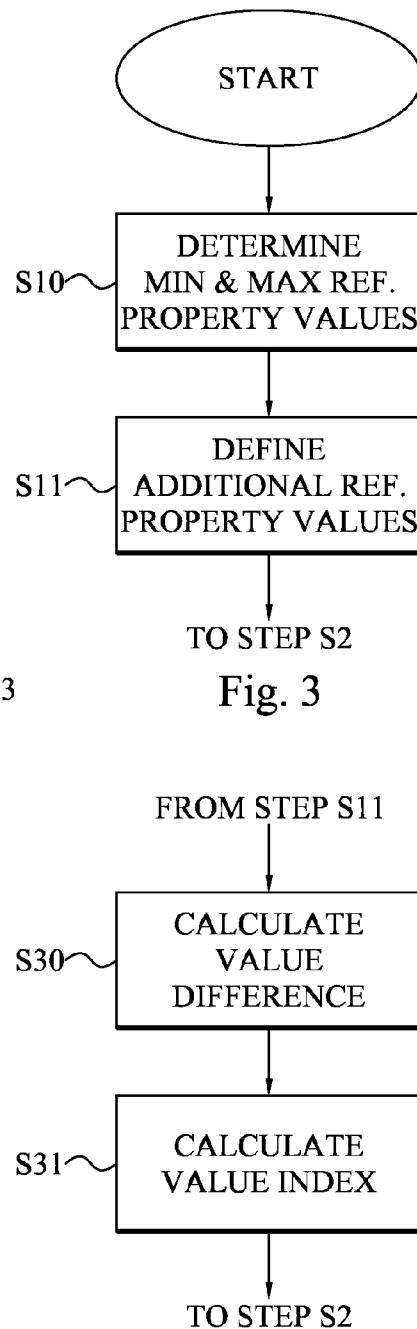 START
S10
DETERMINE
MIN & MAX REF.
PROPERTY VALUES
S11
DEFINE
ADDITIONAL REF.
PROPERTY VALUES
TO STEP S2
3
Fig. 3
FROM STEP S11
S30
CALCULATE
VALUE
DIFFERENCE
S31
CALCULATE
VALUE INDEX
TO STEP S2